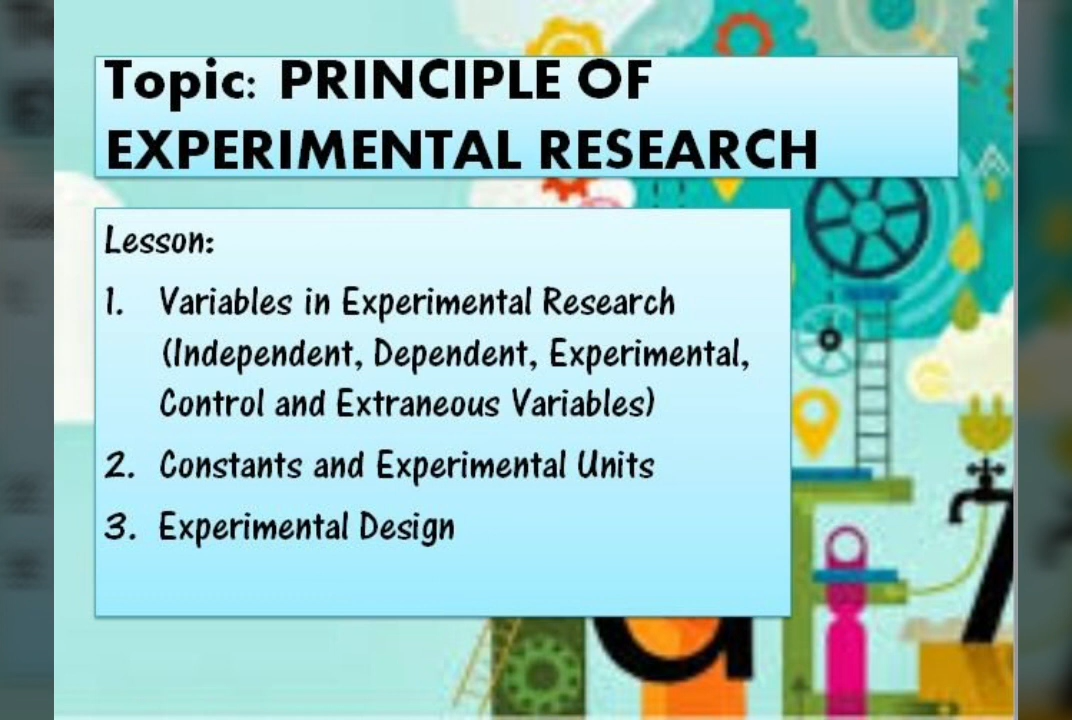 Topic: PRINCIPLE OF
EXPERIMENTAL RESEARCH
Lesson:
1. Variables in Experimental Research
(Independent, Dependent, Experimental,
Control and Extraneous Variables)
2. Constants and Experimental Units
3. Experimental Design